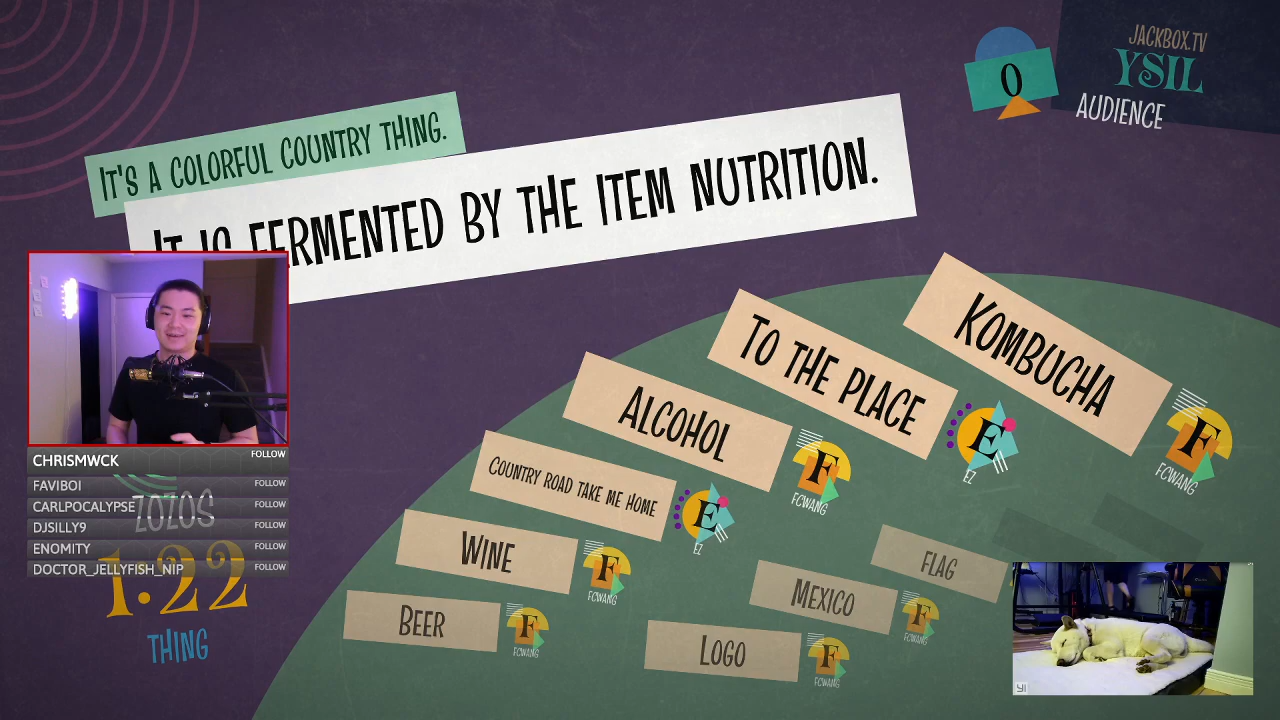 JACKBOX.TV
YSIL
AUDIENCE
0
IT'S A COLORFUL COUNTRY THING.
IT IS FERMENTED BY THE ITEM NUTRITION.
KOMBUCHA
FCWANG
TO THE PLACE
EZ
ALCOHOL
FCWANG
COUNTRY ROAD TAKE ME HOME
EZ
WINE
FCWANG
BEER
FCWANG
FLAG
MEXICO
FCWANG
LOGO
FCWANG
CHRISMWCK FOLLOW
FAVIBOI FOLLOW
CARLPOCALYPSE FOLLOW
DJSILLY9 FOLLOW
ENOMITY FOLLOW
DOCTOR_JELLYFISH_NIP FOLLOW
ZOZOS
1:22
THING
YI